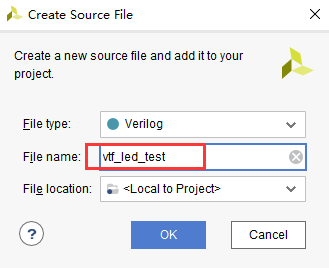 Create Source File
Create a new source file and add it to your
project.
File type: Verilog
File name: vtf_led_test
File location: <Local to Project>
? OK Cancel